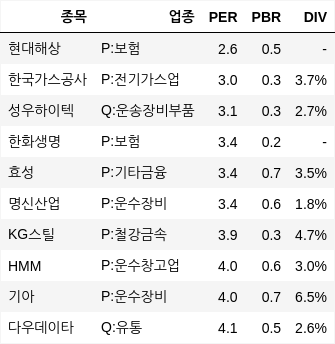 종목 업종 PER PBR DIV
현대해상 P:보험 2.6 0.5 -
한국가스공사 P:전기가스업 3.0 0.3 3.7%
성우하이텍 Q:운송장비부품 3.1 0.3 2.7%
한화생명 P:보험 3.4 0.2 -
효성 P:기타금융 3.4 0.7 3.5%
명신산업 P:운수장비 3.4 0.6 1.8%
KG스틸 P:철강금속 3.9 0.3 4.7%
HMM P:운수창고업 4.0 0.6 3.0%
기아 P:운수장비 4.0 0.7 6.5%
다우데이타 Q:유통 4.1 0.5 2.6%